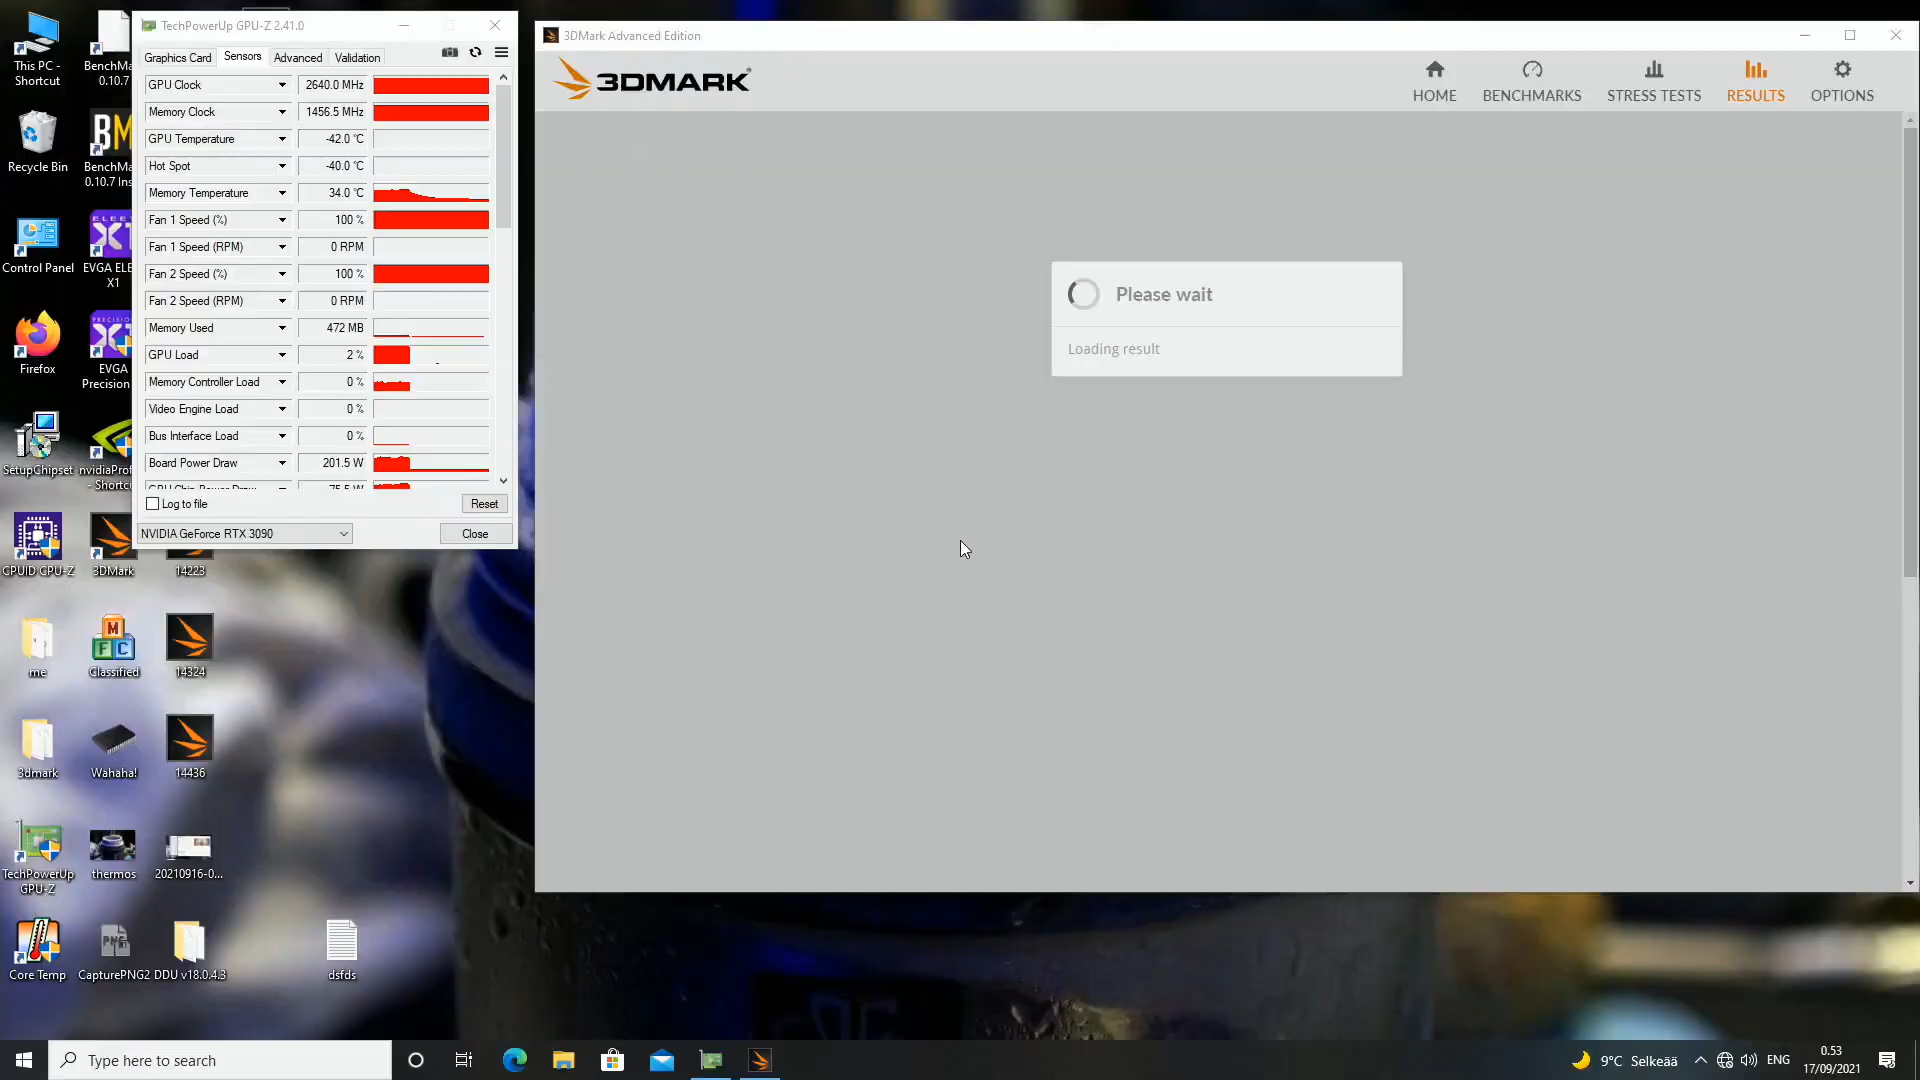 This PC -
Shortcut
BenchMa
0.10.7
Recycle Bin
BenchMa
0.10.7 Ins
Control Panel
EVGA ELE
X1
Firefox
EVGA
Precision
SetupChipset
nvidiaProf
- Shortcut
CPUID CPU-Z
3DMark
14223
me
Classified
14324
3dmark
Wahaha!
14436
TechPowerUp
GPU-Z
thermos
20210916-0...
Core Temp
CapturePNG2
DDU v18.0.4.3
dsfds
TechPowerUp GPU-Z 2.41.0
Graphics Card
Sensors
Advanced
Validation
GPU Clock 2640.0 MHz
Memory Clock 1456.5 MHz
GPU Temperature -42.0 °C
Hot Spot -40.0 °C
Memory Temperature 34.0 °C
Fan 1 Speed (%) 100 %
Fan 1 Speed (RPM) 0 RPM
Fan 2 Speed (%) 100 %
Fan 2 Speed (RPM) 0 RPM
Memory Used 472 MB
GPU Load 2 %
Memory Controller Load 0 %
Video Engine Load 0 %
Bus Interface Load 0 %
Board Power Draw 201.5 W
Log to file
Reset
NVIDIA GeForce RTX 3090
Close
3DMark Advanced Edition
3DMARK
HOME
BENCHMARKS
STRESS TESTS
RESULTS
OPTIONS
Please wait
Loading result
Type here to search
9°C Selkeää
ENG
0.53
17/09/2021